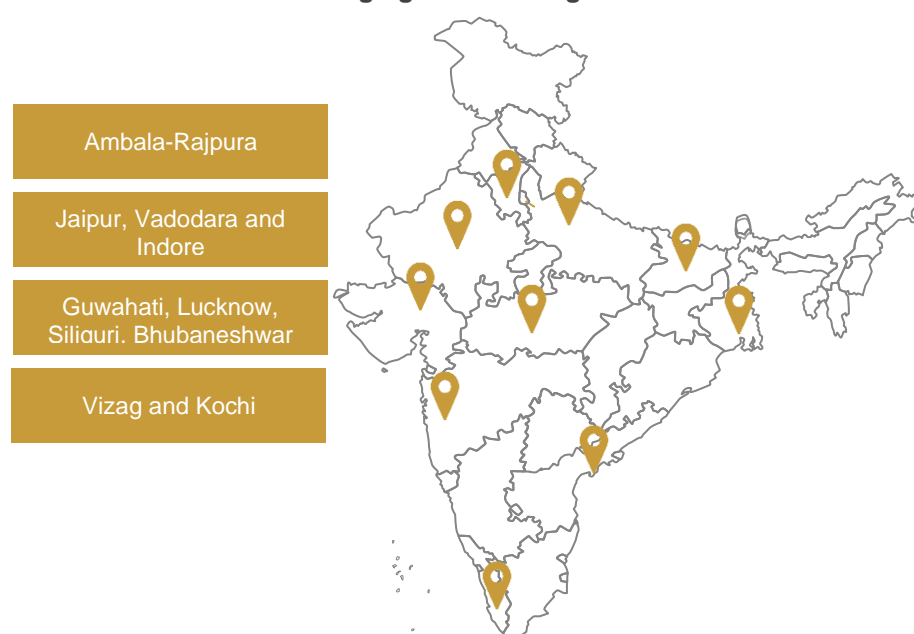 Ambala-Rajpura
Jaipur, Vadodara and
Indore
Guwahati, Lucknow,
Siliguri, Bhubaneshwar
Vizag and Kochi